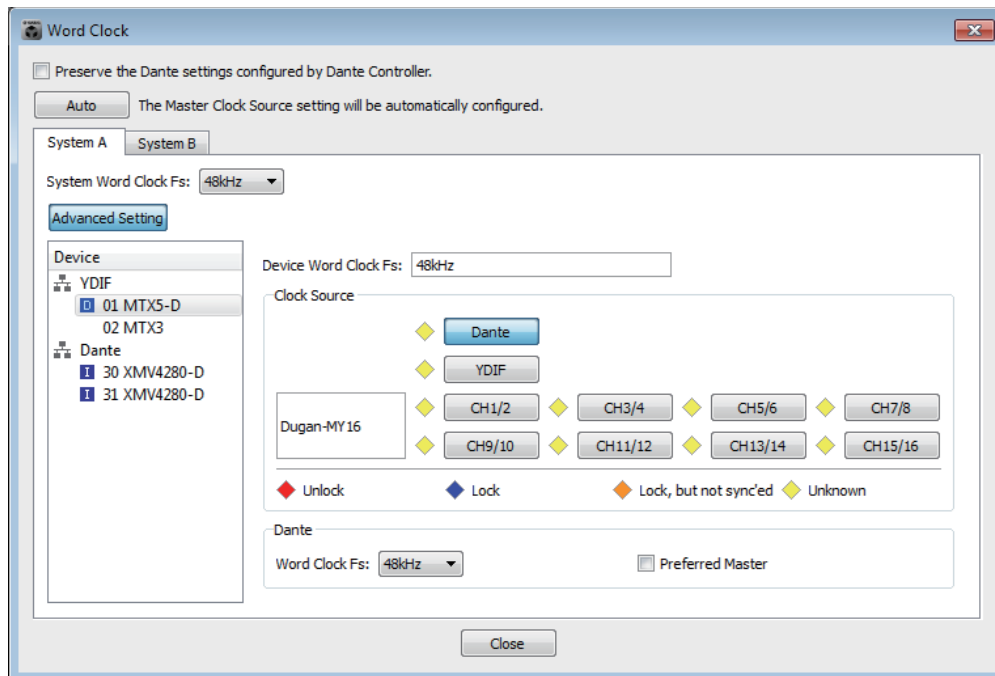 Word Clock
Preserve the Dante settings configured by Dante Controller.
Auto The Master Clock Source setting will be automatically configured.
System A System B
System Word Clock Fs: 48kHz
Advanced Setting
Device
YDIF
D 01 MTX5-D
02 MTX3
Dante
I 30 XMV4280-D
I 31 XMV4280-D
Device Word Clock Fs: 48kHz
Clock Source
Dante
YDIF
Dugan-MY16
CH1/2 CH3/4 CH5/6 CH7/8
CH9/10 CH11/12 CH13/14 CH15/16
Unlock Lock Lock, but not sync'ed Unknown
Dante
Word Clock Fs: 48kHz Preferred Master
Close